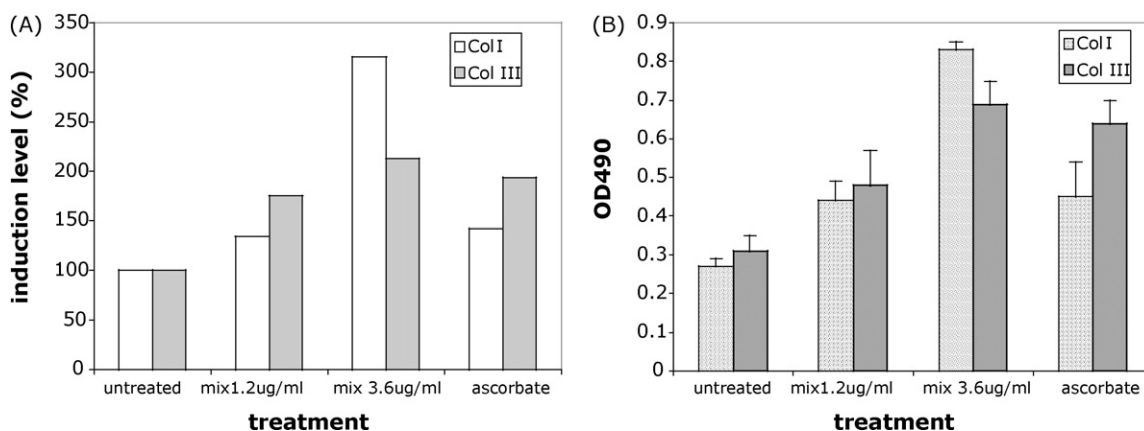 (A)
350
300
250
200
150
100
50
0
induction level (%)
Col I
Col III
untreated mix1.2ug/ml mix 3.6ug/ml ascorbate
treatment
(B)
0.9
0.8
0.7
0.6
0.5
0.4
0.3
0.2
0.1
0
OD490
Col I
Col III
untreated mix1.2ug/ml mix 3.6ug/ml ascorbate
treatment